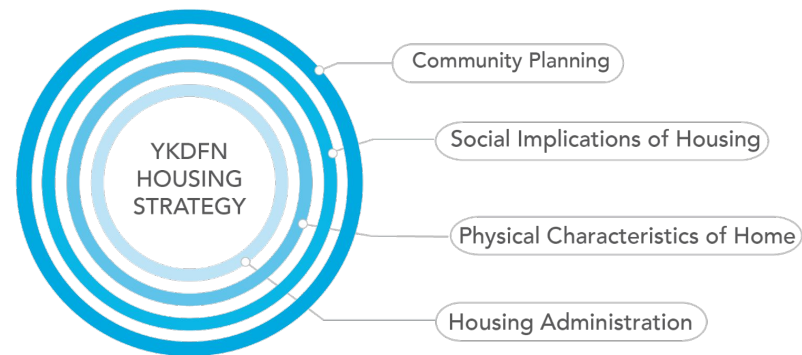 YKDFN
HOUSING
STRATEGY
Community Planning
Social Implications of Housing
Physical Characteristics of Home
Housing Administration